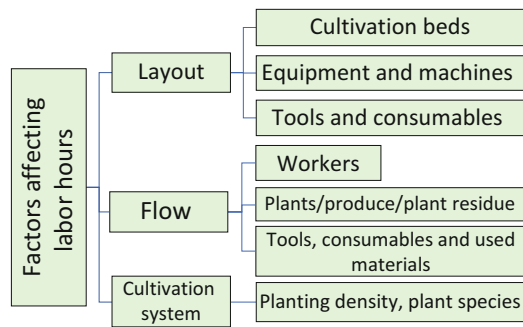 Factors affecting
labor hours
Layout
Cultivation beds
Equipment and machines
Tools and consumables
Flow
Workers
Plants/produce/plant residue
Tools, consumables and used
materials
Cultivation
system
Planting density, plant species